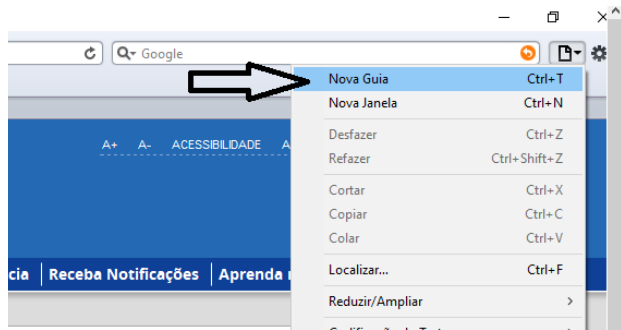 Google
Nova Guia Ctrl+T
Nova Janela Ctrl+N
Desfazer Ctrl+Z
Refazer Ctrl+Shift+Z
A+ A- ACESSIBILIDADE A
Cortar Ctrl+X
Copiar Ctrl+C
Colar Ctrl+V
Localizar... Ctrl+F
cia Receba Notificações Aprenda
Reduzir/Ampliar